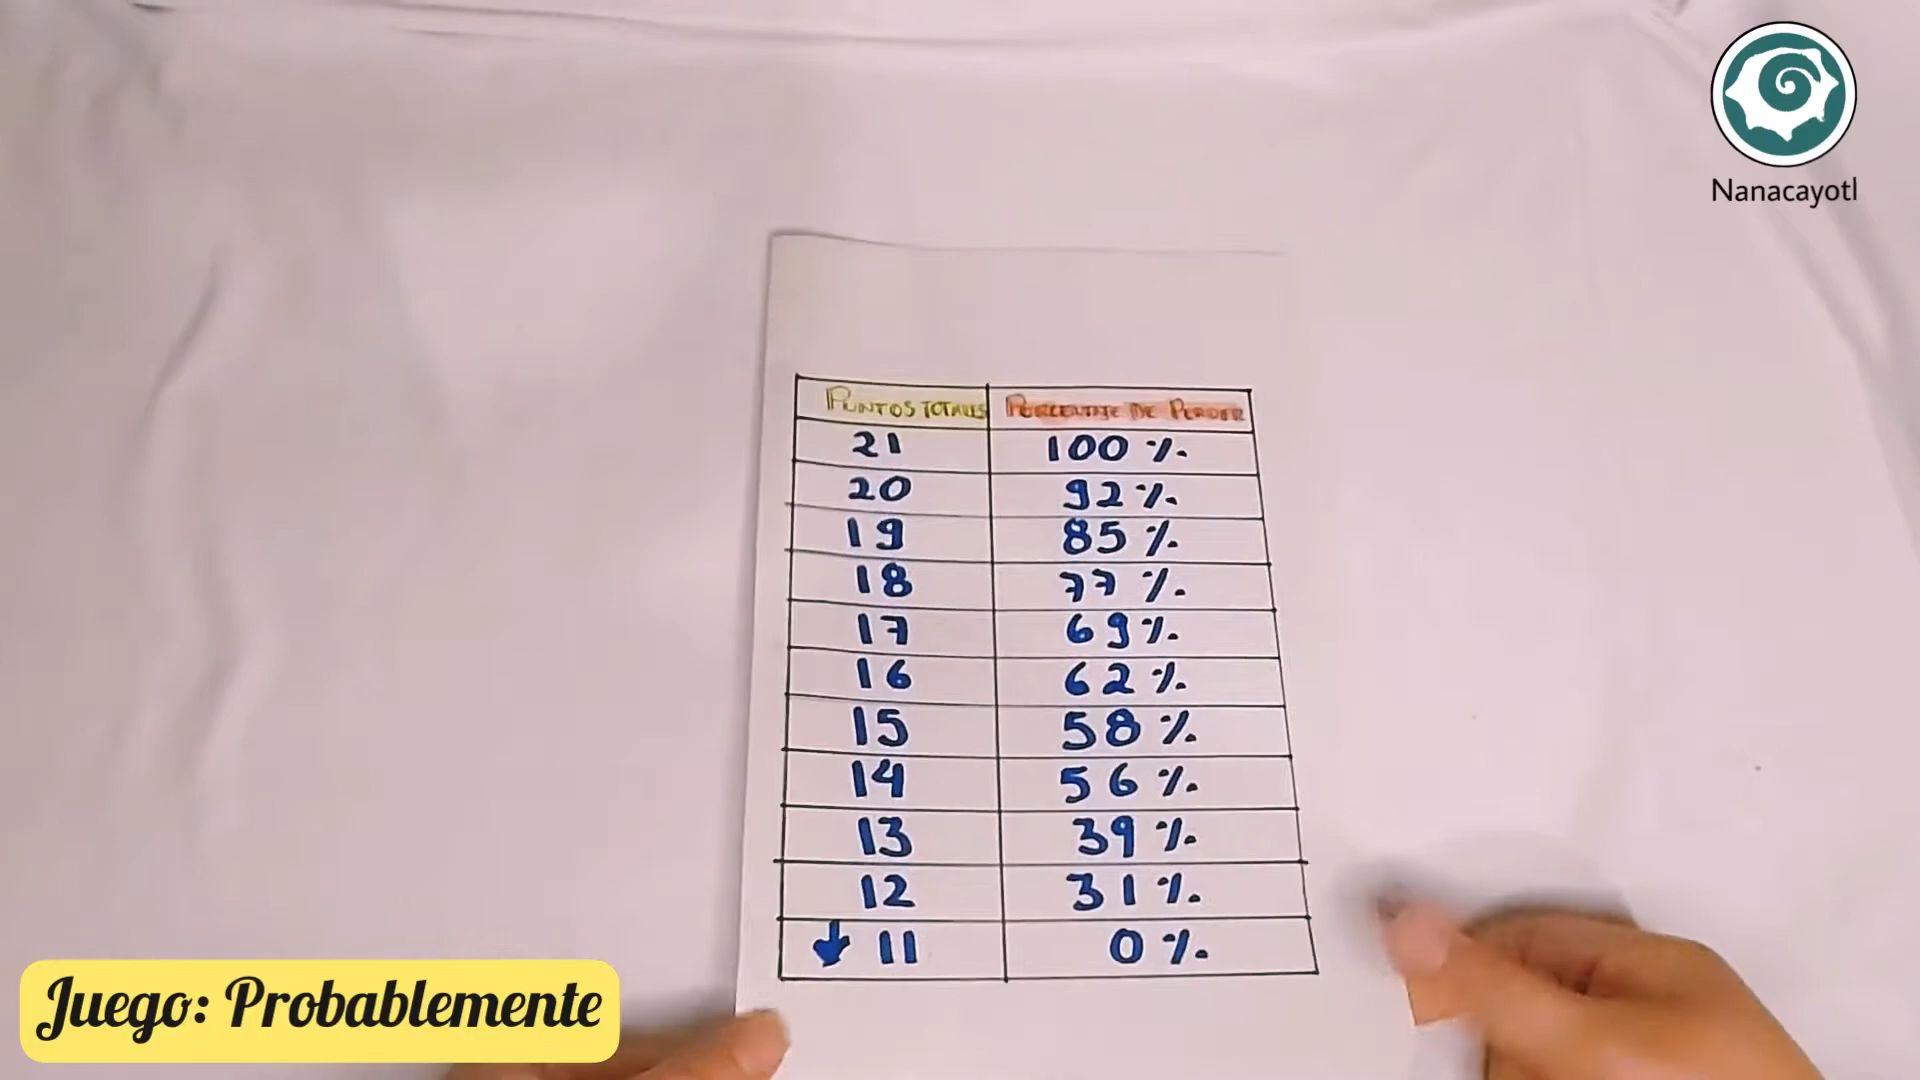 Nanacayotl
PUNTOS TOTALES PORCENTAJE DE PERDER
21 100 %
20 92 %
19 85 %
18 77 %
17 69 %
16 62 %
15 58 %
14 56 %
13 39 %
12 31 %
↓ 11 0 %
Juego: Probablemente